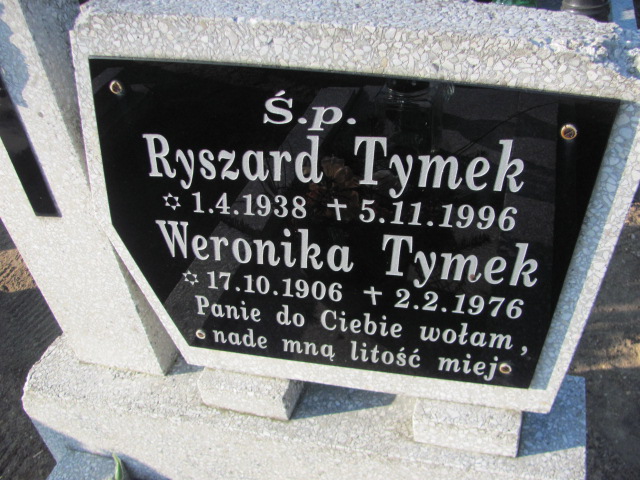 Ś.p.
Ryszard Tymek
✡ 1.4.1938 † 5.11.1996
Weronika Tymek
✡ 17.10.1906 † 2.2.1976
Panie do Ciebie wołam,
nade mną litość miej